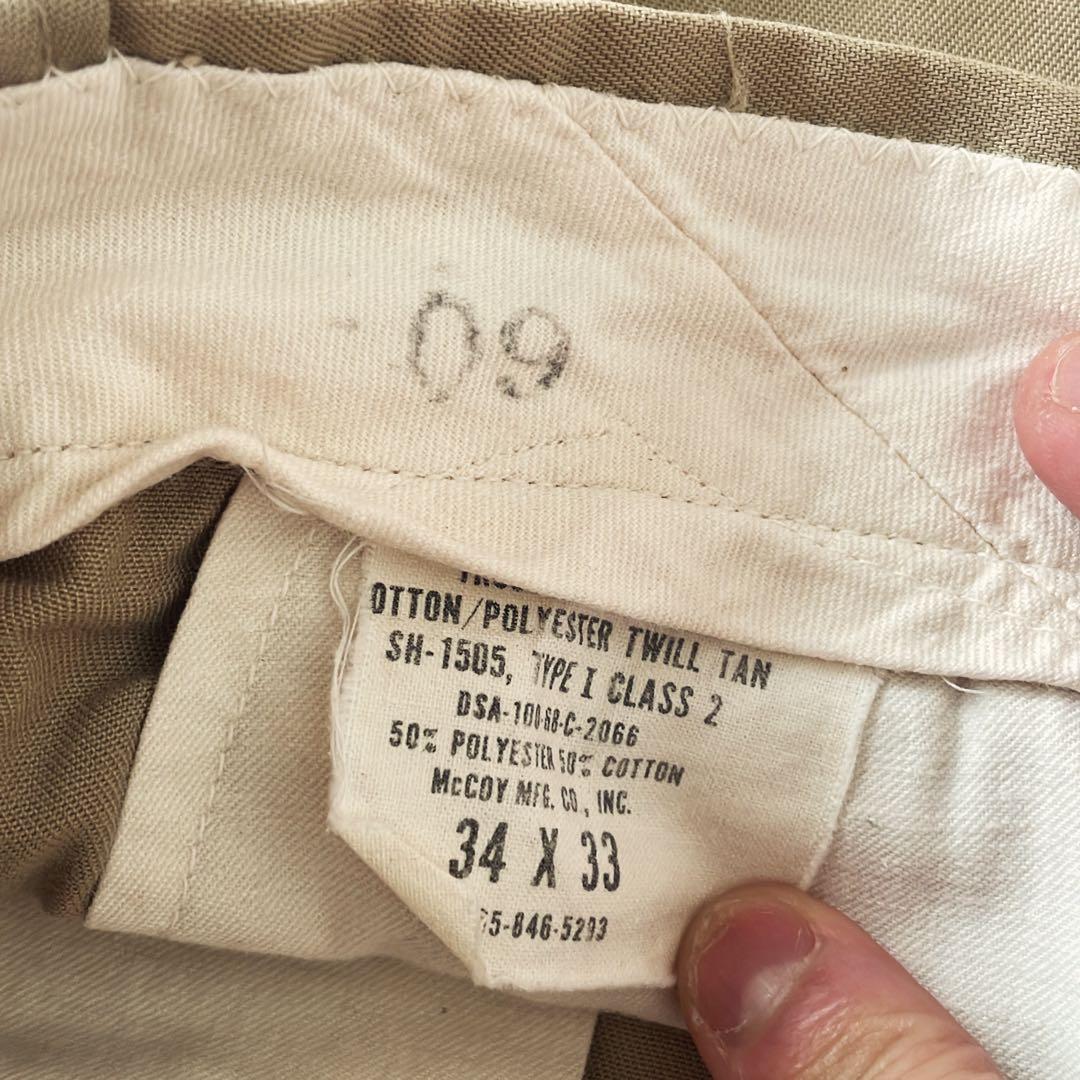 09
OTTON/POLYESTER TWILL TAN
SH-1505, TYPE I CLASS 2
DSA-100-68-C-2066
50% POLYESTER 50% COTTON
McCOY MFG. CO., INC.
34 X 33
5-846-5293